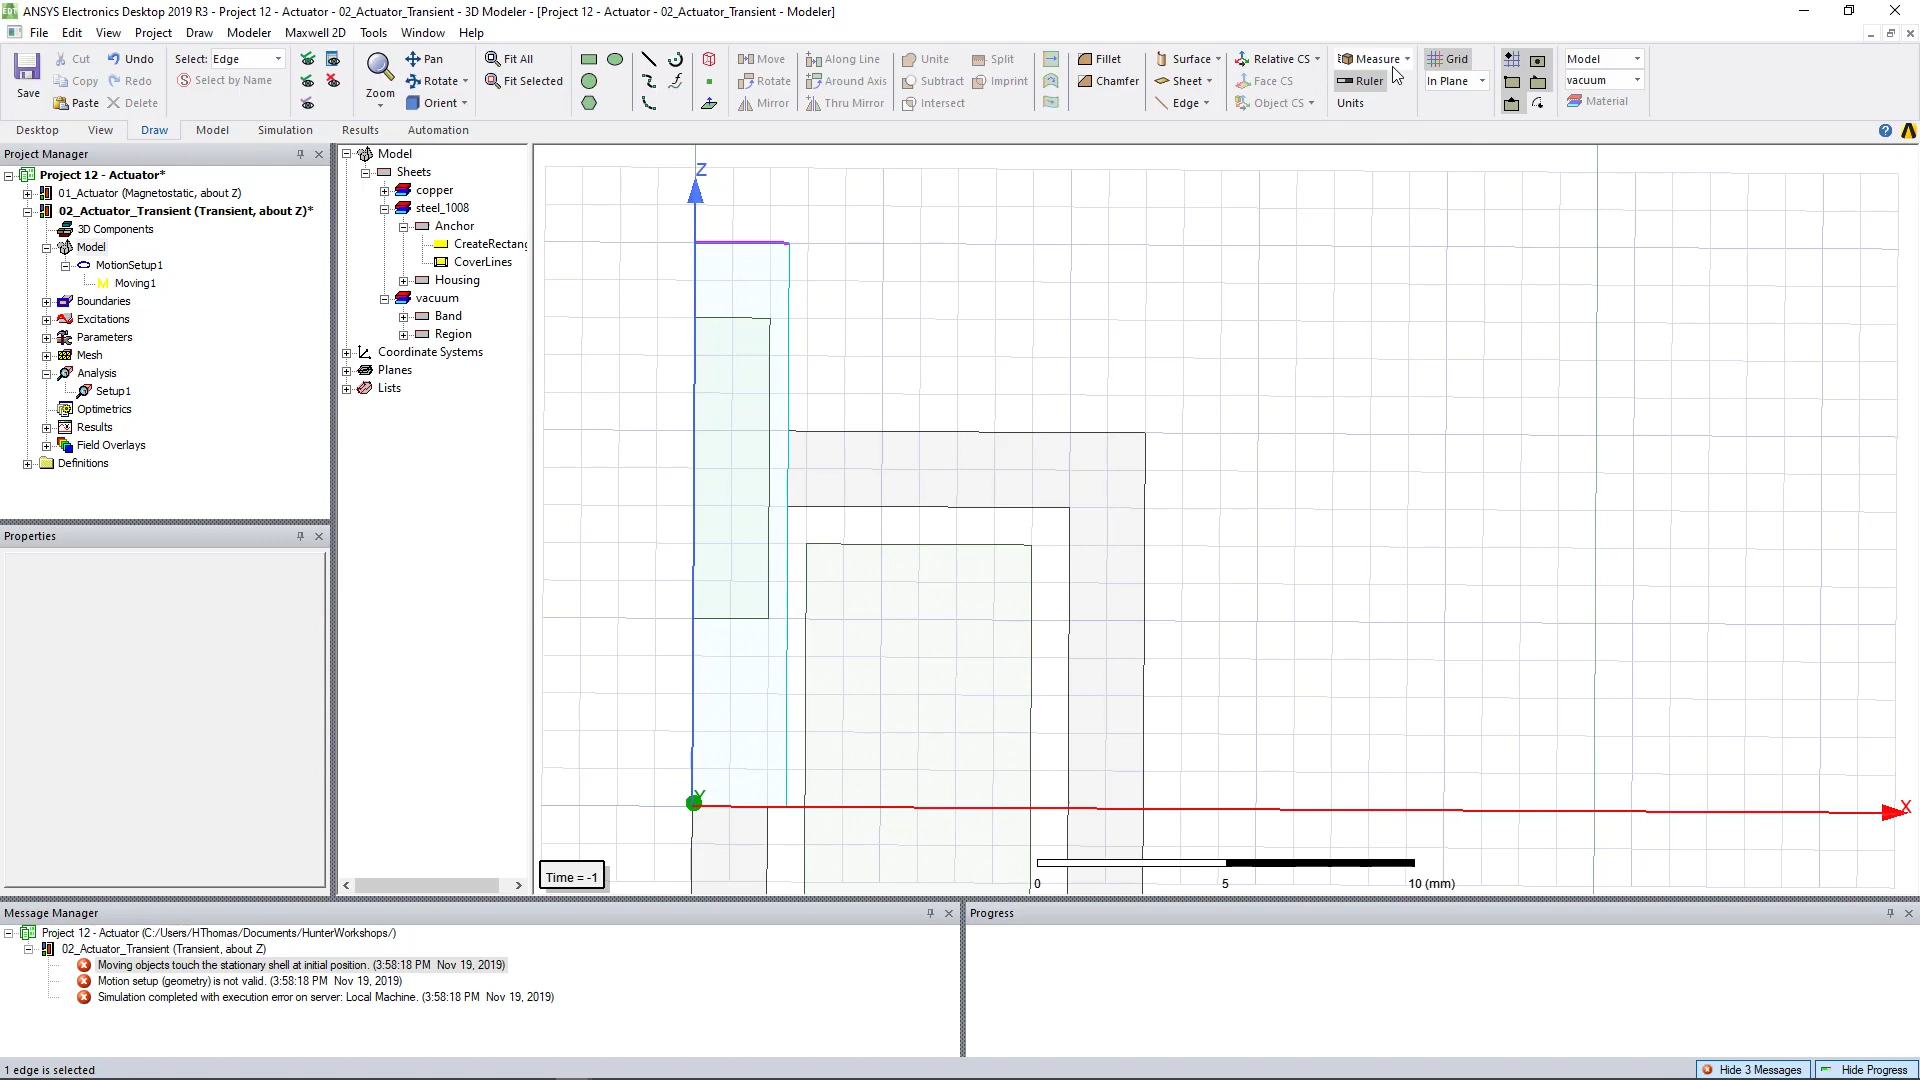 ANSYS Electronics Desktop 2019 R3 - Project 12 - Actuator - 02_Actuator_Transient - 3D Modeler - [Project 12 - Actuator - 02_Actuator_Transient - Modeler]
File Edit View Project Draw Modeler Maxwell 2D Tools Window Help
Save
Cut
Copy
Paste
Undo
Redo
Delete
Select: Edge
Select by Name
Zoom
Pan
Rotate
Orient
Fit All
Fit Selected
Move
Rotate
Mirror
Along Line
Around Axis
Thru Mirror
Unite
Subtract
Intersect
Split
Imprint
Fillet
Chamfer
Surface
Sheet
Edge
Relative CS
Face CS
Object CS
Measure
Ruler
Units
Grid
In Plane
Model
vacuum
Material
Desktop View Draw Model Simulation Results Automation
Project Manager
Project 12 - Actuator*
01_Actuator (Magnetostatic, about Z)
02_Actuator_Transient (Transient, about Z)*
3D Components
Model
MotionSetup1
Moving1
Boundaries
Excitations
Parameters
Mesh
Analysis
Setup1
Optimetrics
Results
Field Overlays
Definitions
Properties
Model
Sheets
copper
steel_1008
Anchor
CreateRectang
CoverLines
Housing
vacuum
Band
Region
Coordinate Systems
Planes
Lists
Z
Y
X
Time = -1
0 5 10 (mm)
Message Manager
Project 12 - Actuator (C:/Users/HThomas/Documents/HunterWorkshops/)
02_Actuator_Transient (Transient, about Z)
Moving objects touch the stationary shell at initial position. (3:58:18 PM Nov 19, 2019)
Motion setup (geometry) is not valid. (3:58:18 PM Nov 19, 2019)
Simulation completed with execution error on server: Local Machine. (3:58:18 PM Nov 19, 2019)
Progress
1 edge is selected
Hide 3 Messages
Hide Progress